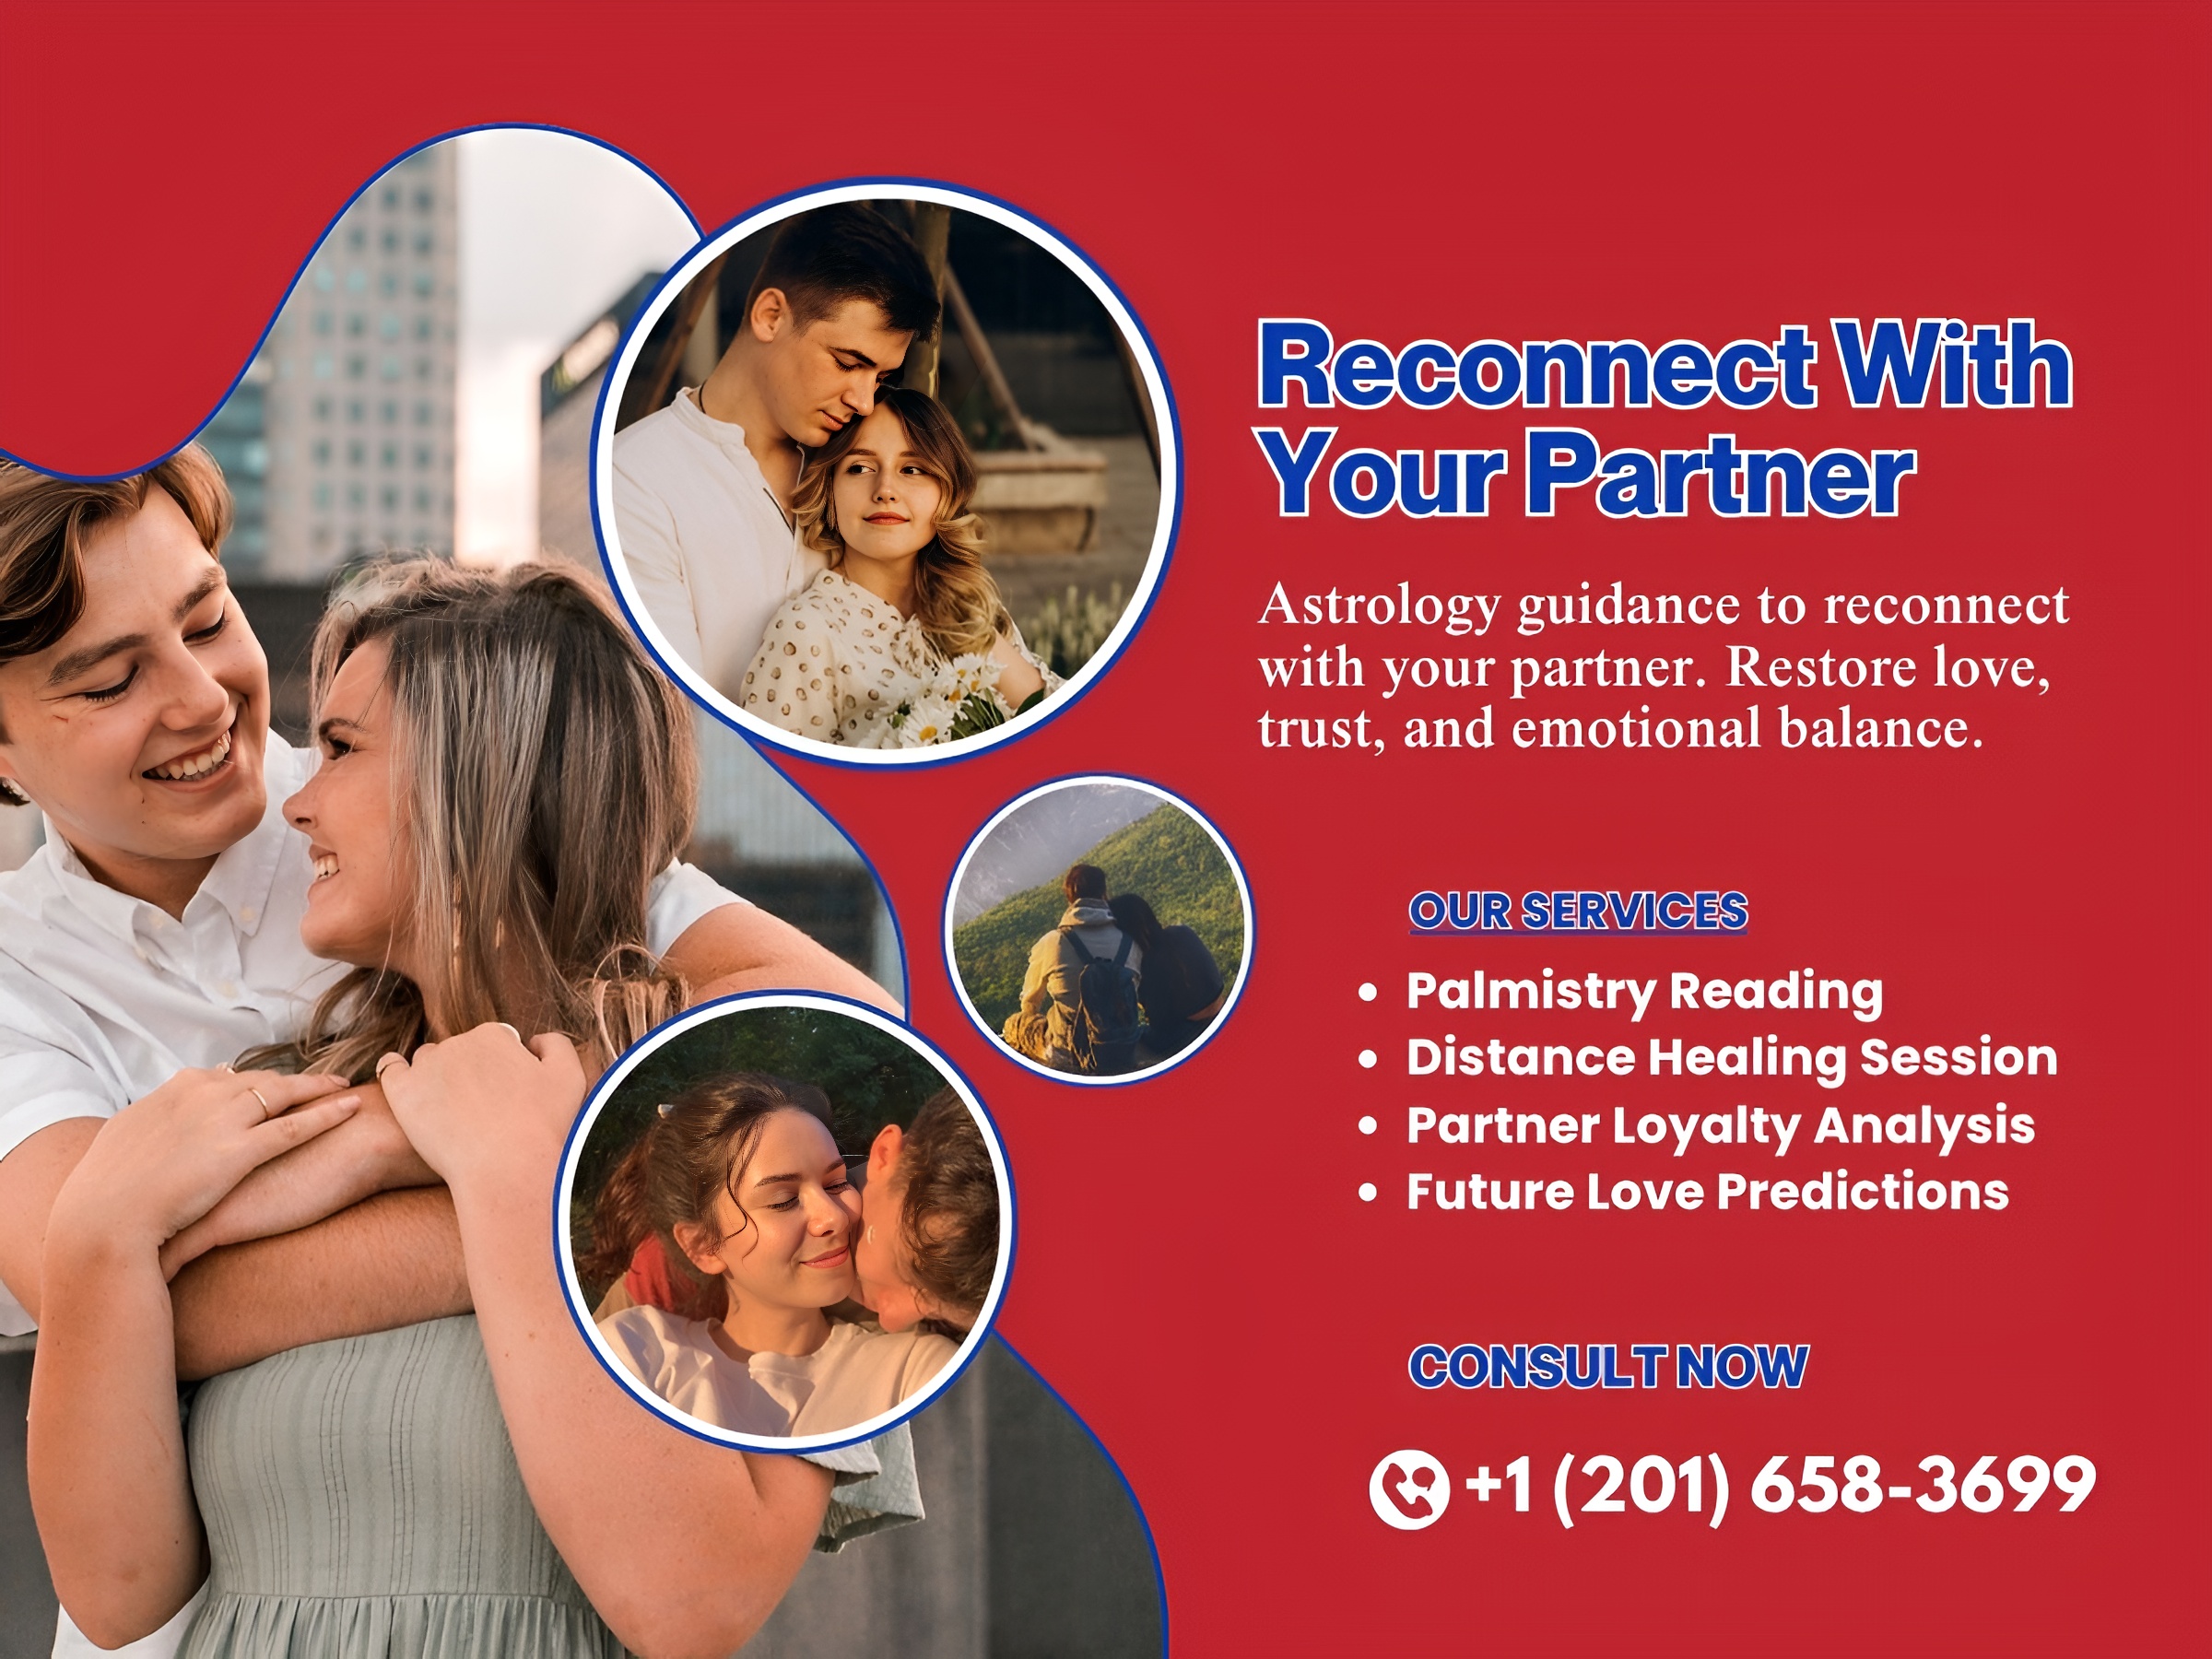 Reconnect With
Your Partner
Astrology guidance to reconnect
with your partner. Restore love,
trust, and emotional balance.
OUR SERVICES
• Palmistry Reading
• Distance Healing Session
• Partner Loyalty Analysis
• Future Love Predictions
CONSULT NOW
+1 (201) 658-3699